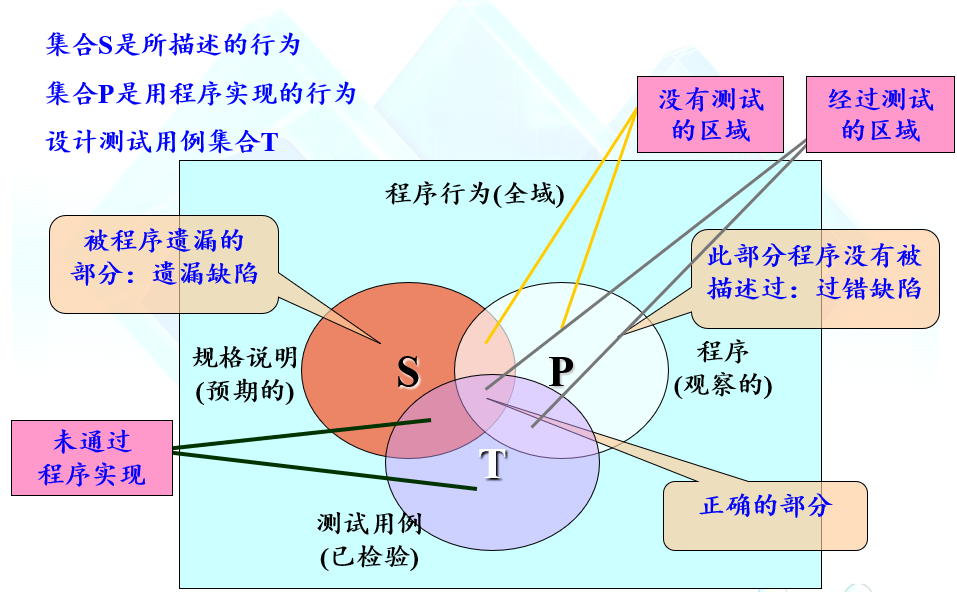 集合S是所描述的行为
集合P是用程序实现的行为
设计测试用例集合T
没有测试
的区域
经过测试
的区域
程序行为(全域)
被程序遗漏的
部分：遗漏缺陷
此部分程序没有被
描述过：过错缺陷
规格说明
(预期的)
S
P
程序
(观察的)
未通过
程序实现
T
正确的部分
测试用例
(已检验)